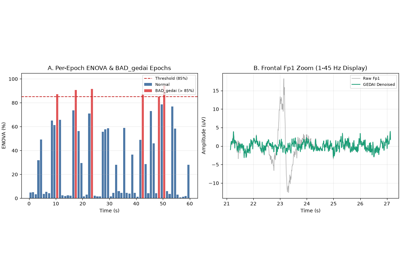 A. Per-Epoch ENOVA & BAD_gedai Epochs
Threshold (85%)
Normal
BAD_gedai (> 85%)
100
80
60
40
20
0
ENOVA (%)
0 10 20 30 40 50 60
Time (s)
B. Frontal Fp1 Zoom (1-45 Hz Display)
Raw Fp1
GEDAI Denoised
15
10
5
0
−5
−10
Amplitude (uV)
21 22 23 24 25 26 27
Time (s)